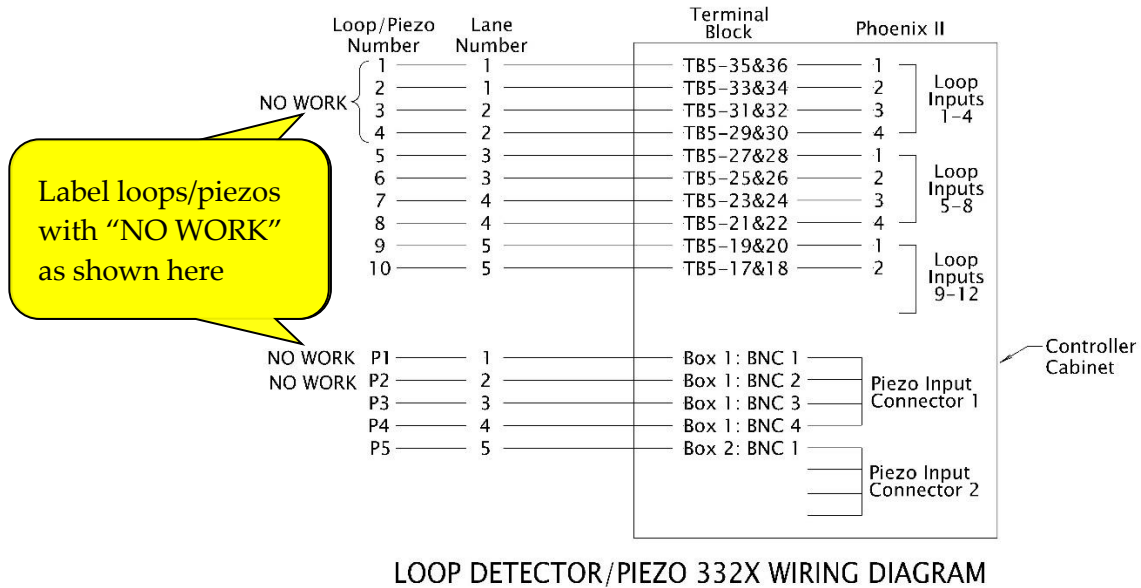 Loop/Piezo Number Lane Number Terminal Block Phoenix II
1 1 TB5-35&36 1
2 1 TB5-33&34 2
NO WORK 3 2 TB5-31&32 3
4 2 TB5-29&30 4
Loop Inputs 1-4
5 3 TB5-27&28 1
6 3 TB5-25&26 2
7 4 TB5-23&24 3
8 4 TB5-21&22 4
Loop Inputs 5-8
9 5 TB5-19&20 1
10 5 TB5-17&18 2
Loop Inputs 9-12
Label loops/piezos
with “NO WORK”
as shown here
NO WORK P1 1 Box 1: BNC 1
NO WORK P2 2 Box 1: BNC 2
P3 3 Box 1: BNC 3
P4 4 Box 1: BNC 4
Piezo Input
Connector 1
P5 5 Box 2: BNC 1
Piezo Input
Connector 2
Controller
Cabinet
LOOP DETECTOR/PIEZO 332X WIRING DIAGRAM